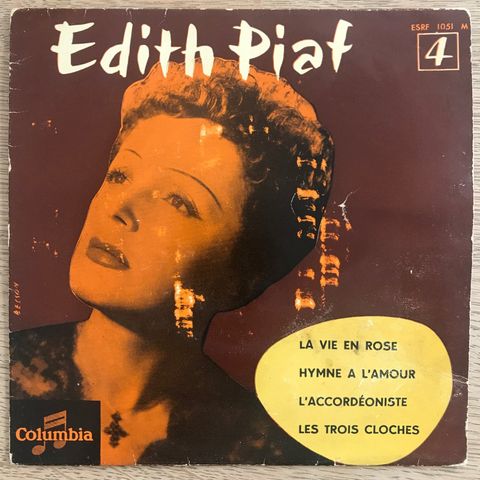 ESRF 1051 M
Edith Piaf
4
LA VIE EN ROSE
HYMNE A L'AMOUR
L'ACCORDÉONISTE
LES TROIS CLOCHES
Columbia